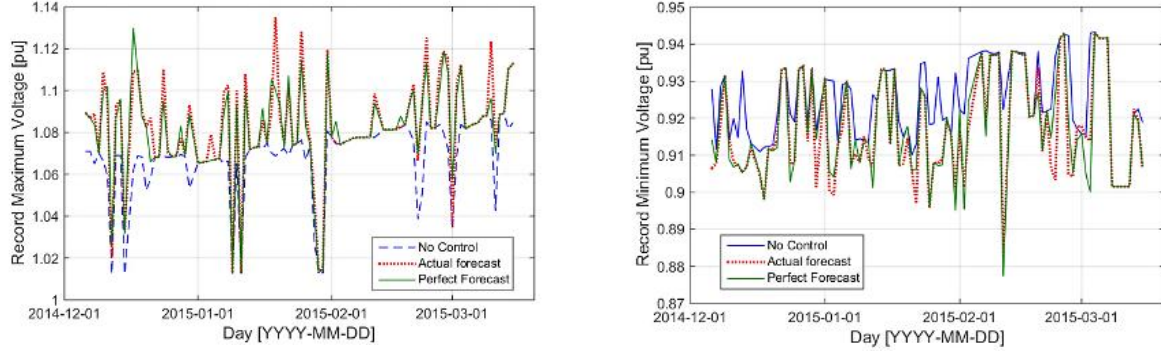 Record Maximum Voltage [pu]
1.14
1.12
1.1
1.08
1.06
1.04
1.02
1
2014-12-01
2015-01-01
2015-02-01
2015-03-01
Day [YYYY-MM-DD]
No Control
Actual forecast
Perfect Forecast
Record Minimum Voltage [pu]
0.95
0.94
0.93
0.92
0.91
0.9
0.89
0.88
0.87
2014-12-01
2015-01-01
2015-02-01
2015-03-01
Day [YYYY-MM-DD]
No Control
Actual forecast
Perfect Forecast